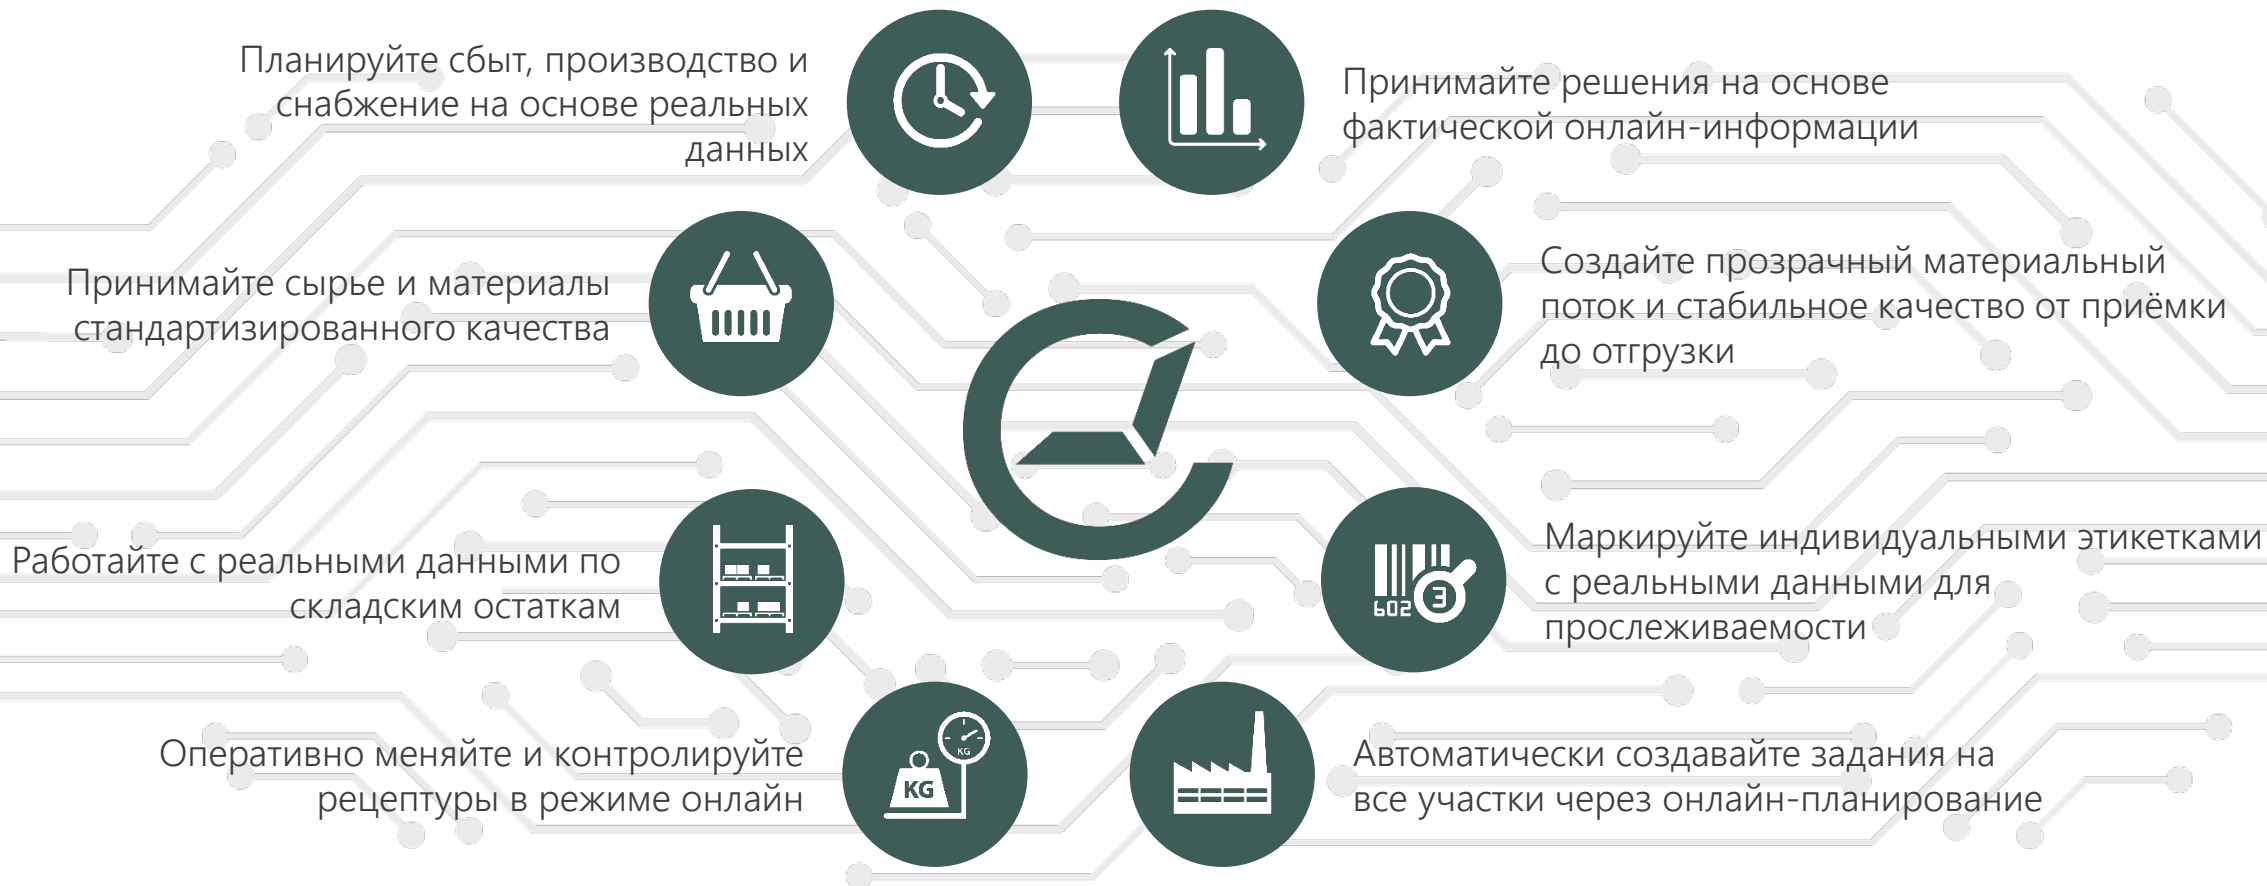 Планируйте сбыт, производство и
снабжение на основе реальных
данных
Принимайте решения на основе
фактической онлайн-информации
Принимайте сырье и материалы
стандартизированного качества
Создайте прозрачный материальный
поток и стабильное качество от приёмки
до отгрузки
Работайте с реальными данными по
складским остаткам
Маркируйте индивидуальными этикетками
с реальными данными для
прослеживаемости
602
3
Оперативно меняйте и контролируйте
рецептуры в режиме онлайн
KG
KG
Автоматически создавайте задания на
все участки через онлайн-планирование